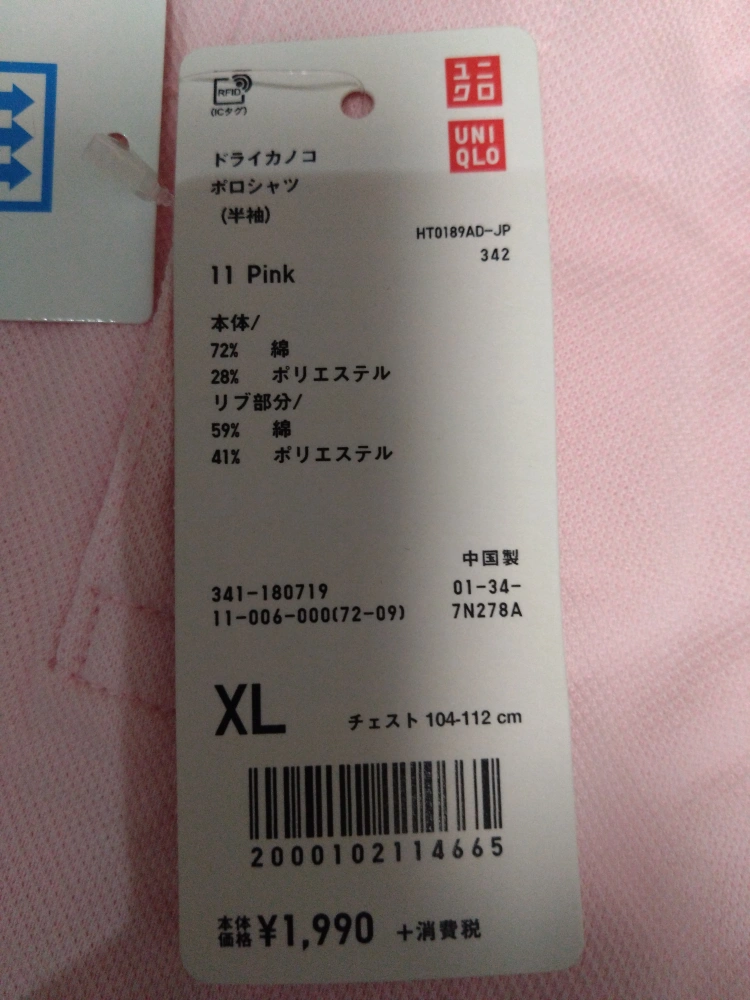 RFID
(ICタグ)
ユニ
クロ
UNI
QLO
ドライカノコ
ポロシャツ
(半袖)
HT0189AD-JP
342
11 Pink
本体/
72% 綿
28% ポリエステル
リブ部分/
59% 綿
41% ポリエステル
中国製
341-180719 01-34-
11-006-000(72-09) 7N278A
XL チェスト 104-112 cm
2000102114665
本体
価格 ¥1,990 +消費税